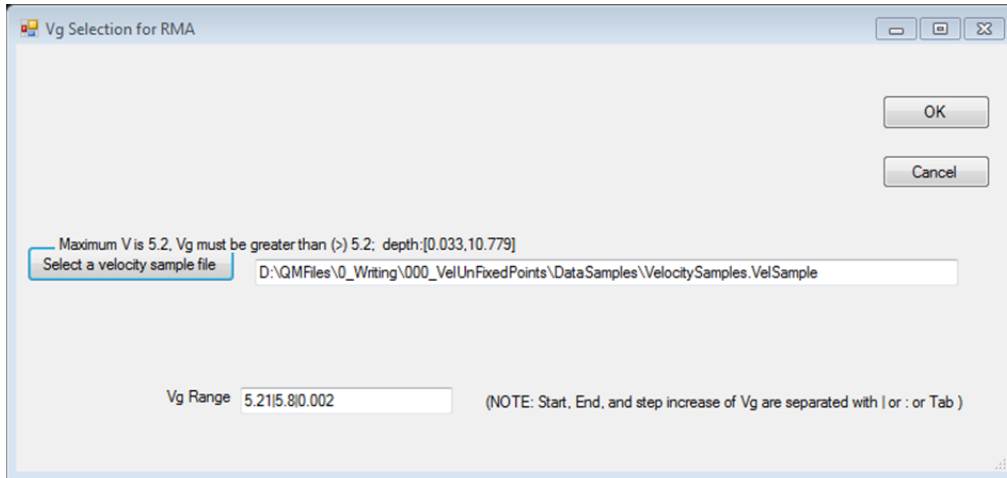 Vg Selection for RMA
OK
Cancel
Maximum V is 5.2, Vg must be greater than (>) 5.2;  depth:[0.033,10.779]
Select a velocity sample file
D:\QMFiles\0_Writing\000_VelUnFixedPoints\DataSamples\VelocitySamples.VelSample
Vg Range 5.21|5.8|0.002 (NOTE: Start, End, and step increase of Vg are separated with | or : or Tab )